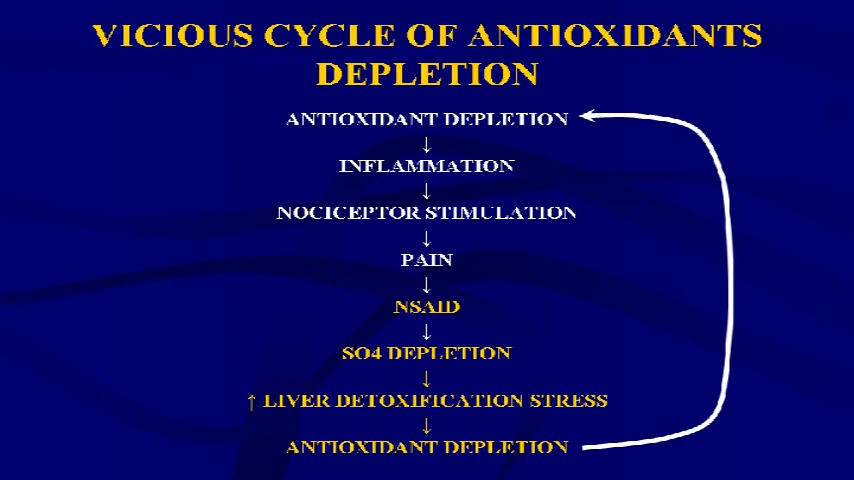 VICIOUS CYCLE OF ANTIOXIDANTS
DEPLETION
ANTIOXIDANT DEPLETION
↓
INFLAMMATION
↓
NOCICEPTOR STIMULATION
↓
PAIN
↓
NSAID
↓
SO4 DEPLETION
↓
↑ LIVER DETOXIFICATION STRESS
↓
ANTIOXIDANT DEPLETION